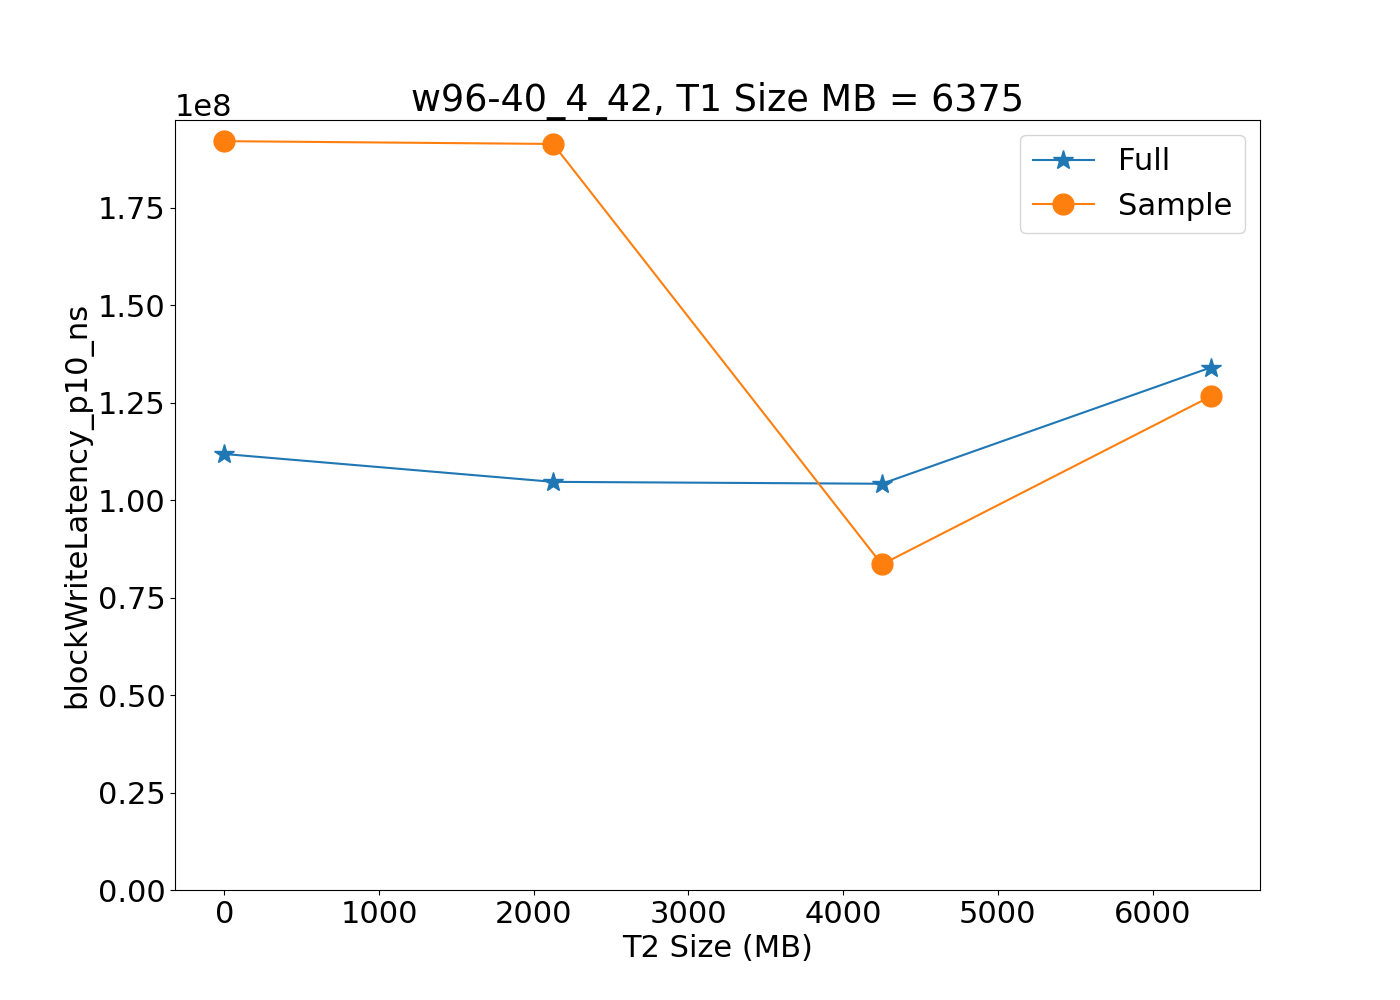 w96-40_4_42, T1 Size MB = 6375
1e8
Full
Sample
1.75
1.50
1.25
1.00
0.75
0.50
0.25
0.00
blockWriteLatency_p10_ns
0 1000 2000 3000 4000 5000 6000
T2 Size (MB)